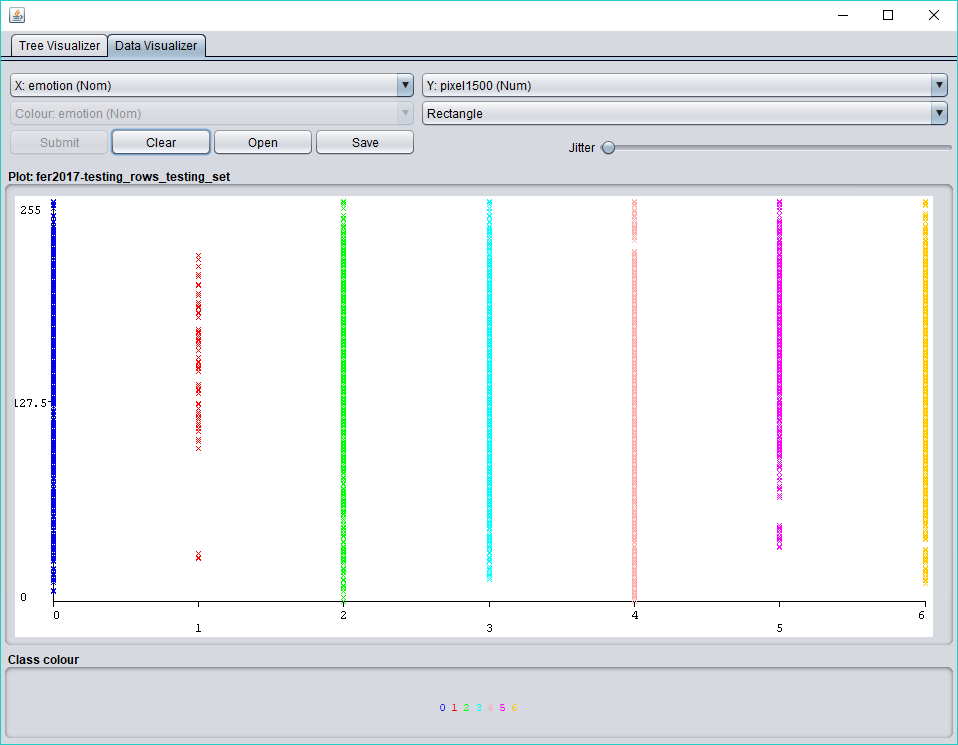 Tree Visualizer Data Visualizer
X: emotion (Nom) Y: pixel1500 (Num)
Colour: emotion (Nom) Rectangle
Submit Clear Open Save Jitter
Plot: fer2017-testing_rows_testing_set
255
127.5
0
0 2 4 6
1 3 5
Class colour
0 1 2 3 4 5 6